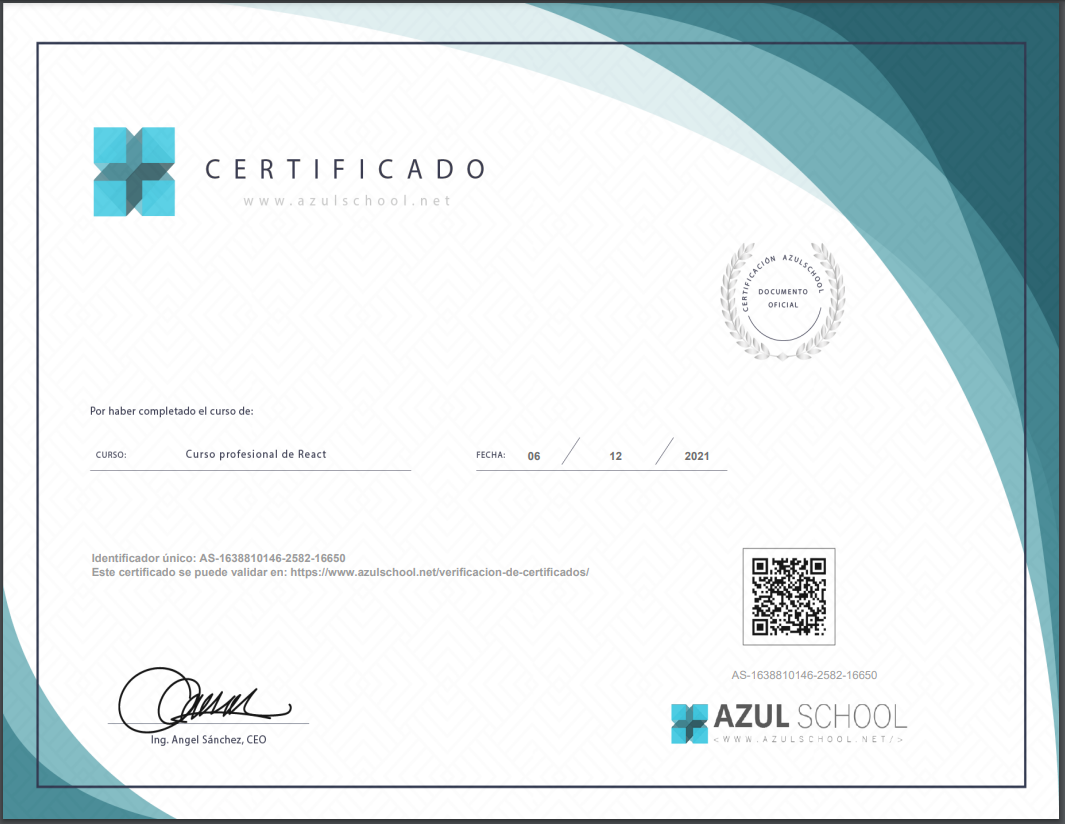 CERTIFICADO
www.azulschool.net
CERTIFICACIÓN AZULSCHOOL
DOCUMENTO
OFICIAL
Por haber completado el curso de:
CURSO: Curso profesional de React
FECHA: 06 / 12 / 2021
Identificador único: AS-1638810146-2582-16650
Este certificado se puede validar en: https://www.azulschool.net/verificacion-de-certificados/
AS-1638810146-2582-16650
Ing. Angel Sánchez, CEO
AZUL SCHOOL
<WWW.AZULSCHOOL.NET/>